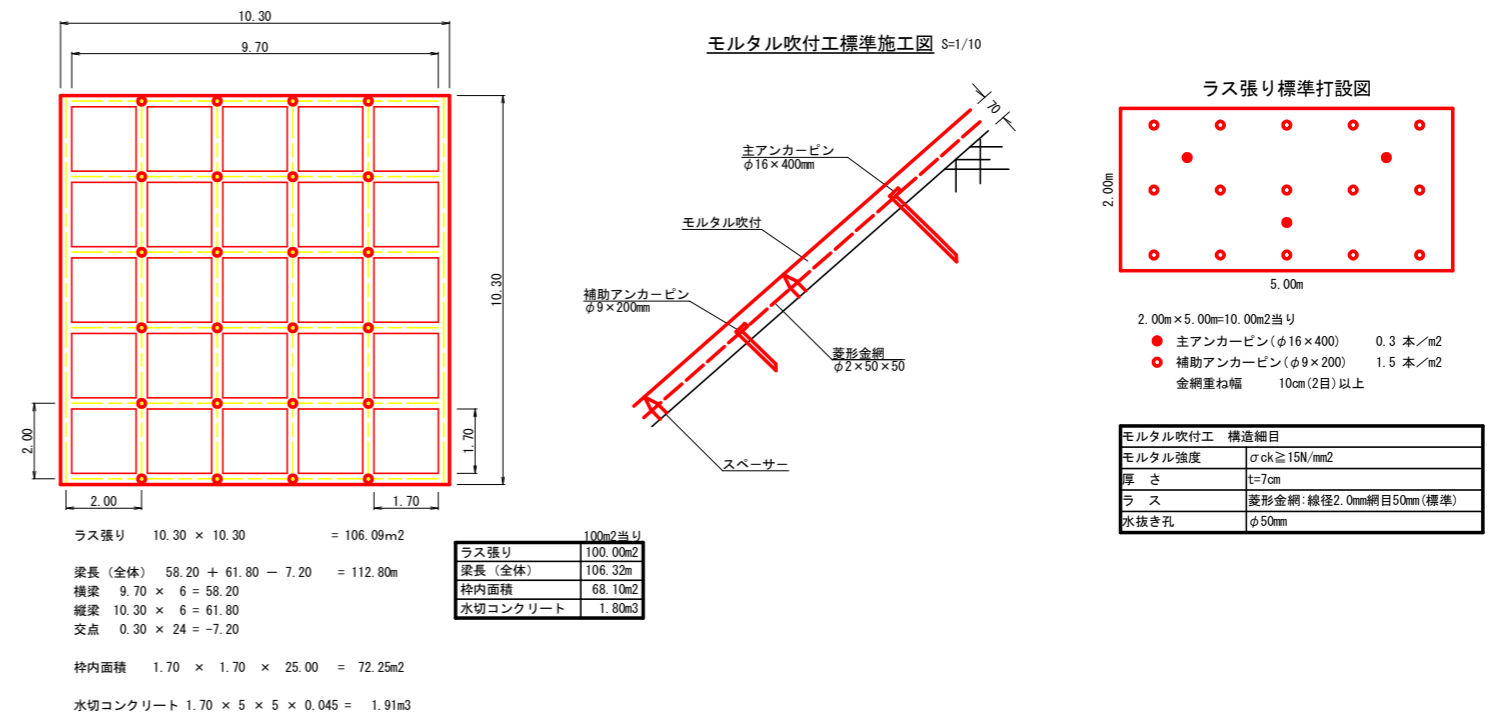 10.30
9.70
10.30
2.00
1.70
2.00
1.70
ラス張り 10.30 × 10.30 = 106.09m2
梁長（全体） 58.20 ＋ 61.80 － 7.20 = 112.80m
横梁 9.70 × 6 = 58.20
縦梁 10.30 × 6 = 61.80
交点 0.30 × 24 = -7.20
枠内面積 1.70 × 1.70 × 25.00 = 72.25m2
水切コンクリート 1.70 × 5 × 5 × 0.045 = 1.91m3
100m2当り
ラス張り 100.00m2
梁長（全体） 106.32m
枠内面積 68.10m2
水切コンクリート 1.80m3
モルタル吹付工標準施工図 S=1/10
70
主アンカーピン
φ16×400mm
モルタル吹付
補助アンカーピン
φ9×200mm
菱形金網
φ2×50×50
スペーサー
ラス張り標準打設図
2.00m
5.00m
2.00m×5.00m=10.00m2当り
主アンカーピン(φ16×400) 0.3 本／m2
補助アンカーピン(φ9×200) 1.5 本／m2
金網重ね幅 10cm(2目)以上
モルタル吹付工 構造細目
モルタル強度 σck≧15N/mm2
厚 さ t=7cm
ラ ス 菱形金網:線径2.0mm網目50mm(標準)
水抜き孔 φ50mm